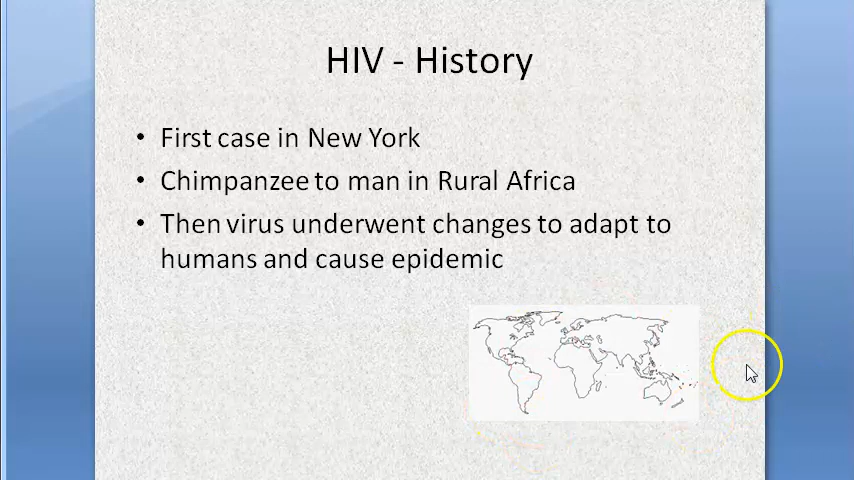 HIV - History
• First case in New York
• Chimpanzee to man in Rural Africa
• Then virus underwent changes to adapt to
humans and cause epidemic